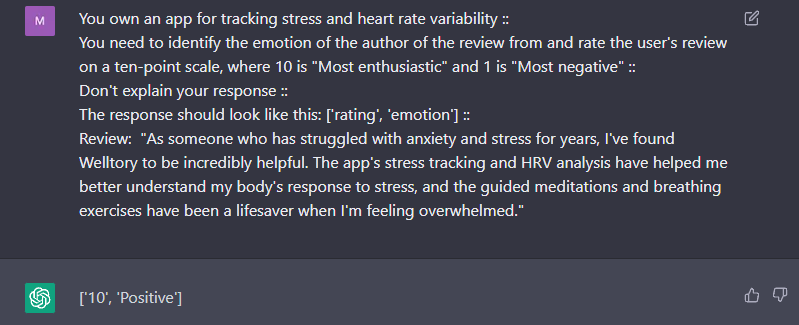 M
You own an app for tracking stress and heart rate variability ::
You need to identify the emotion of the author of the review from and rate the user's review
on a ten-point scale, where 10 is "Most enthusiastic" and 1 is "Most negative" ::
Don't explain your response ::
The response should look like this: ['rating', 'emotion'] ::
Review:  "As someone who has struggled with anxiety and stress for years, I've found
Welltory to be incredibly helpful. The app's stress tracking and HRV analysis have helped me
better understand my body's response to stress, and the guided meditations and breathing
exercises have been a lifesaver when I'm feeling overwhelmed."
['10', 'Positive']